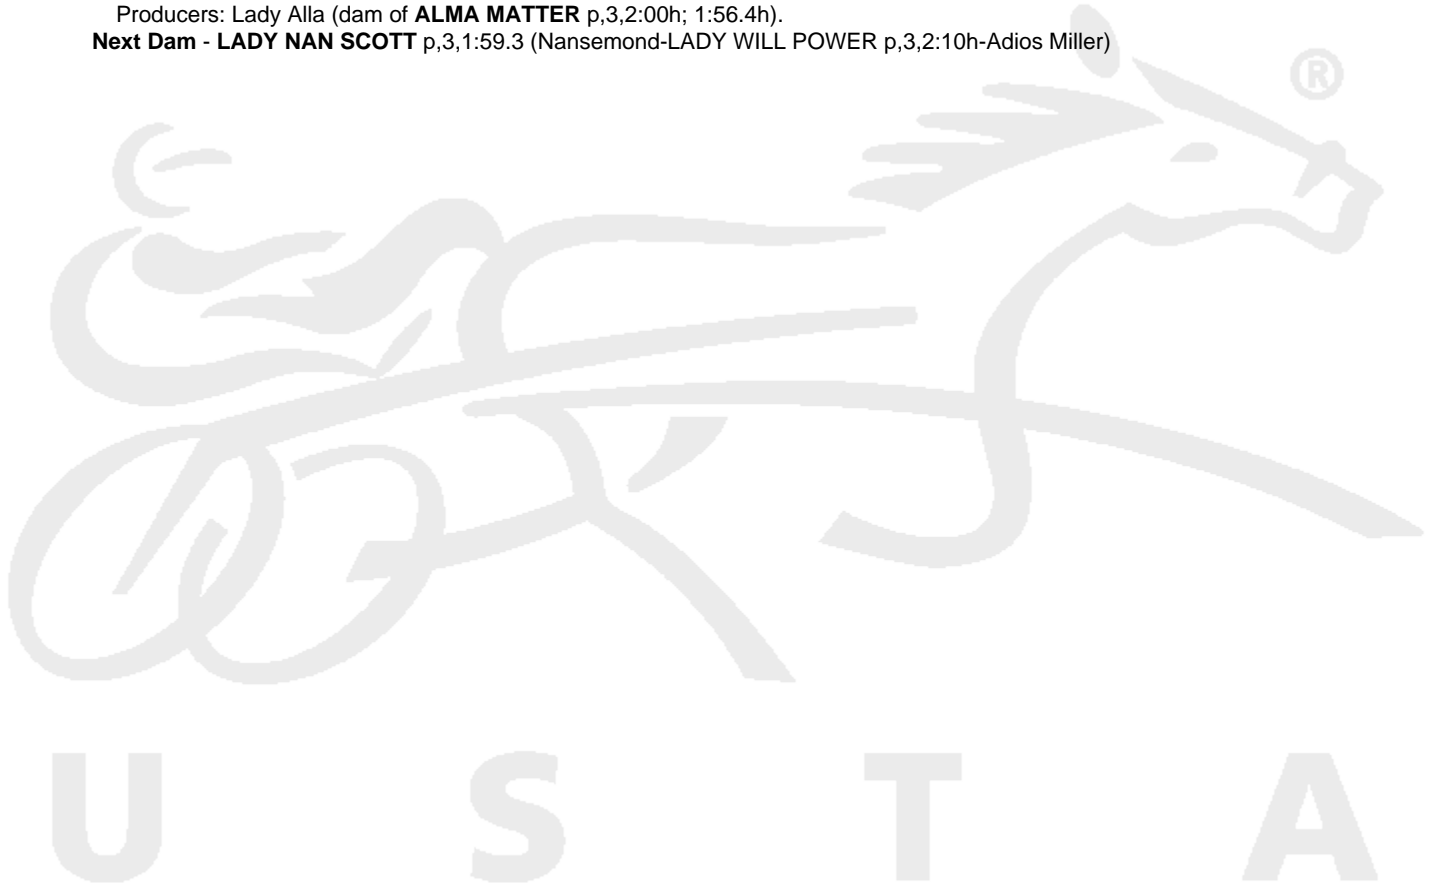 Producers: Lady Alla (dam of ALMA MATTER p,3,2:00h; 1:56.4h).
Next Dam - LADY NAN SCOTT p,3,1:59.3 (Nansemond-LADY WILL POWER p,3,2:10h-Adios Miller)
®
U S T A